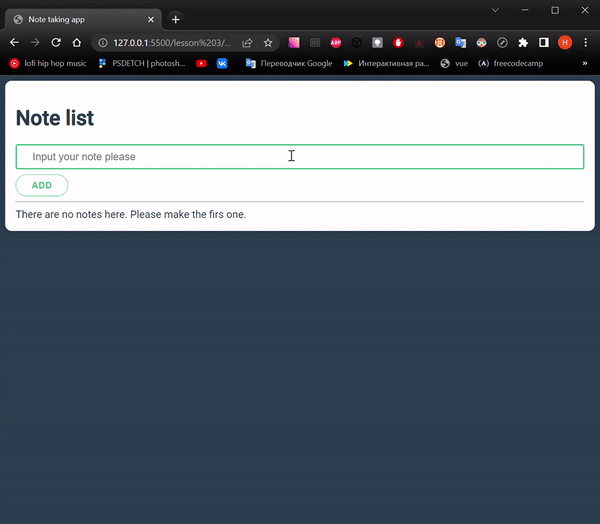 Note taking app
127.0.0.1:5500/lesson%203/...
ABP
H
lofi hip hop music
PSDETCH | photosh...
Переводчик Google
Интерактивная ра...
vue
(A)
freecodecamp
»
Note list
Input your note please
ADD
There are no notes here. Please make the firs one.